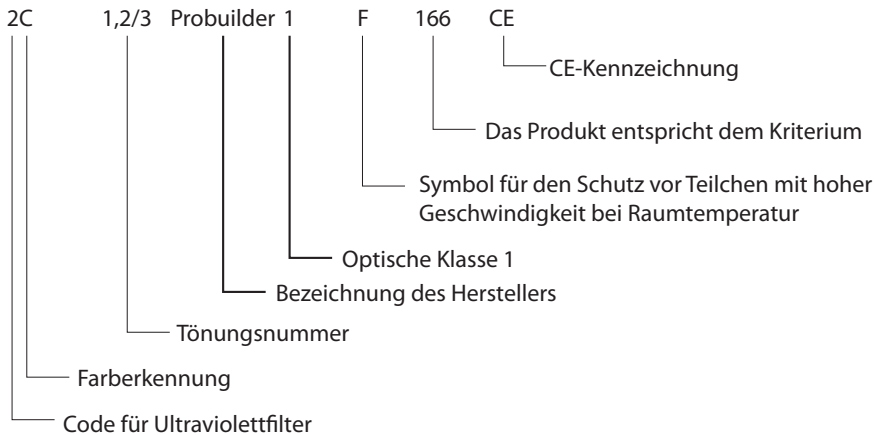 2C 1,2/3 Probuilder 1 F 166 CE
CE-Kennzeichnung
Das Produkt entspricht dem Kriterium
Symbol für den Schutz vor Teilchen mit hoher
Geschwindigkeit bei Raumtemperatur
Optische Klasse 1
Bezeichnung des Herstellers
Tönungsnummer
Farberkennung
Code für Ultraviolettfilter